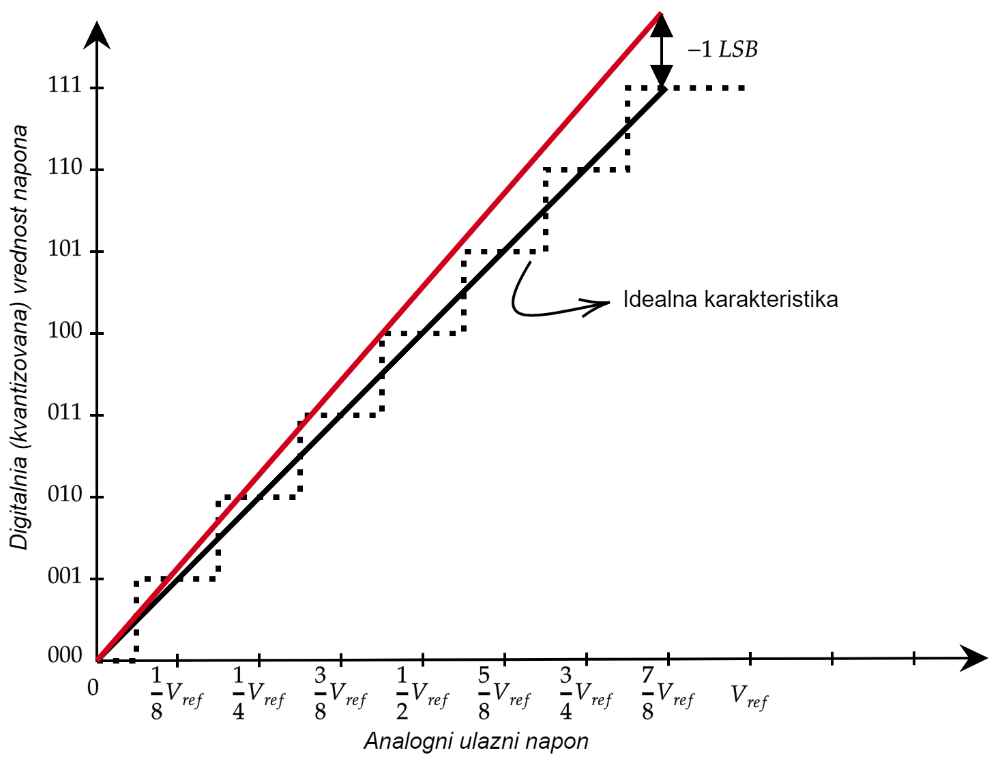 –1 LSB
111
110
101
100
011
010
001
000
Digitalnia (kvantizovana) vrednost napona
Idealna karakteristika
0
1/8 Vref
1/4 Vref
3/8 Vref
1/2 Vref
5/8 Vref
3/4 Vref
7/8 Vref
Vref
Analogni ulazni napon